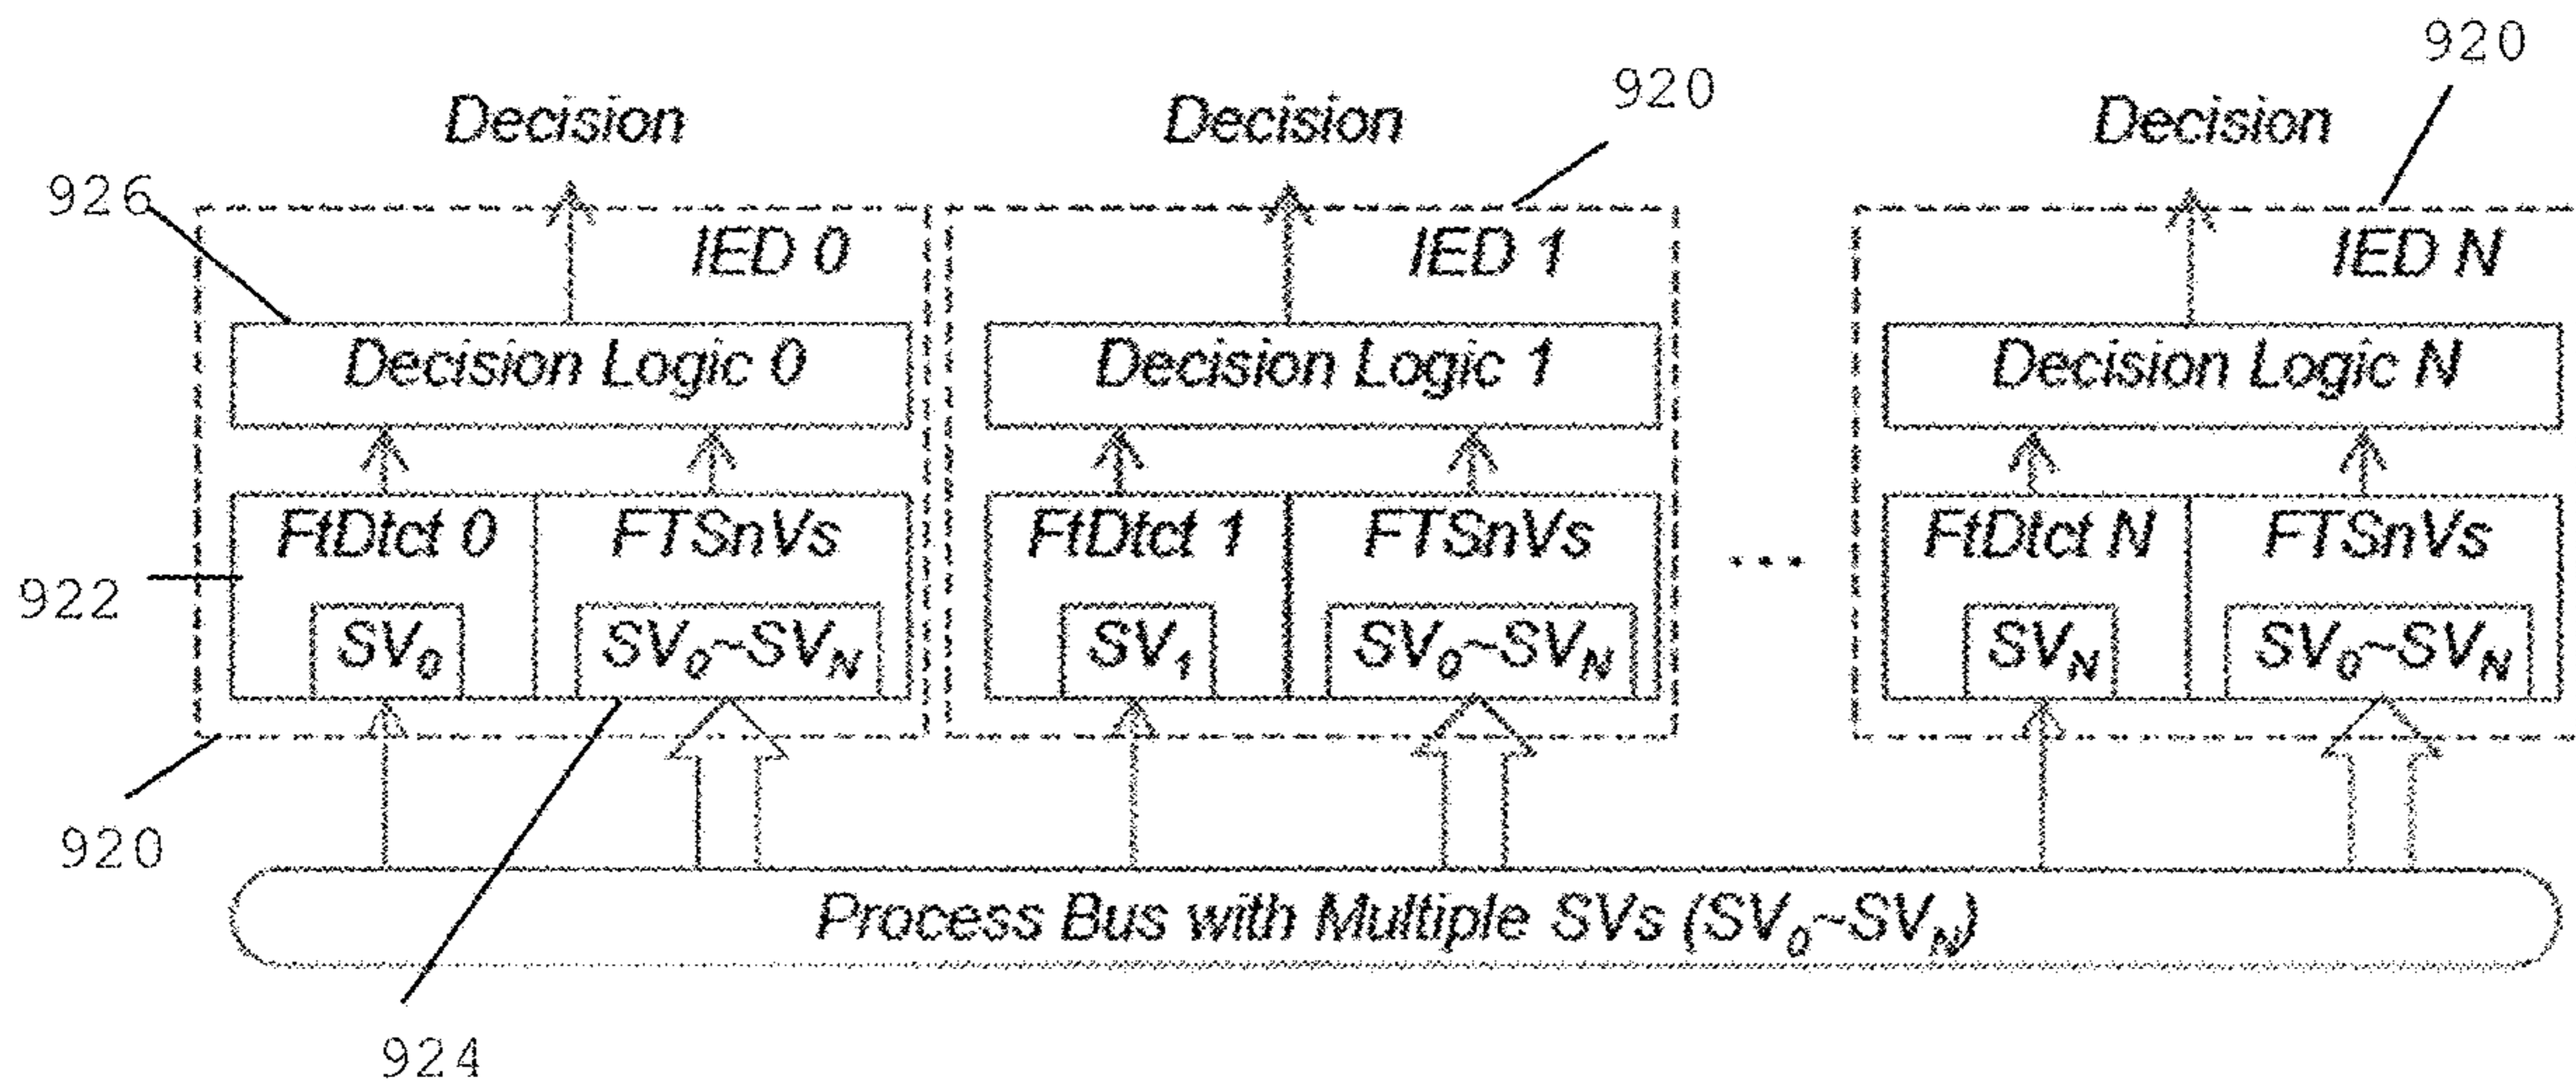 920
920
Decision Decision Decision
926
IED 0 IED 1 IED N
Decision Logic 0 Decision Logic 1 Decision Logic N
FtDtct 0 FTSnVs FtDtct 1 FTSnVs ... FtDtct N FTSnVs
922
SV0 SV0~SVN SV1 SV0~SVN SVN SV0~SVN
920
Process Bus with Multiple SVs (SV0~SVN)
924